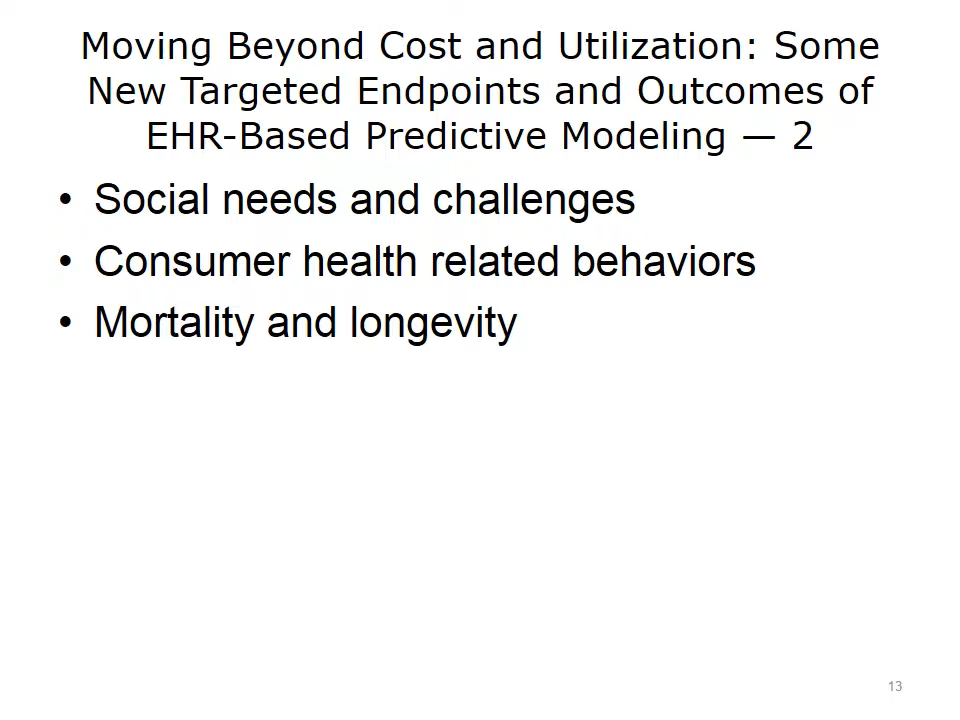 Moving Beyond Cost and Utilization: Some
New Targeted Endpoints and Outcomes of
EHR-Based Predictive Modeling — 2
• Social needs and challenges
• Consumer health related behaviors
• Mortality and longevity
13